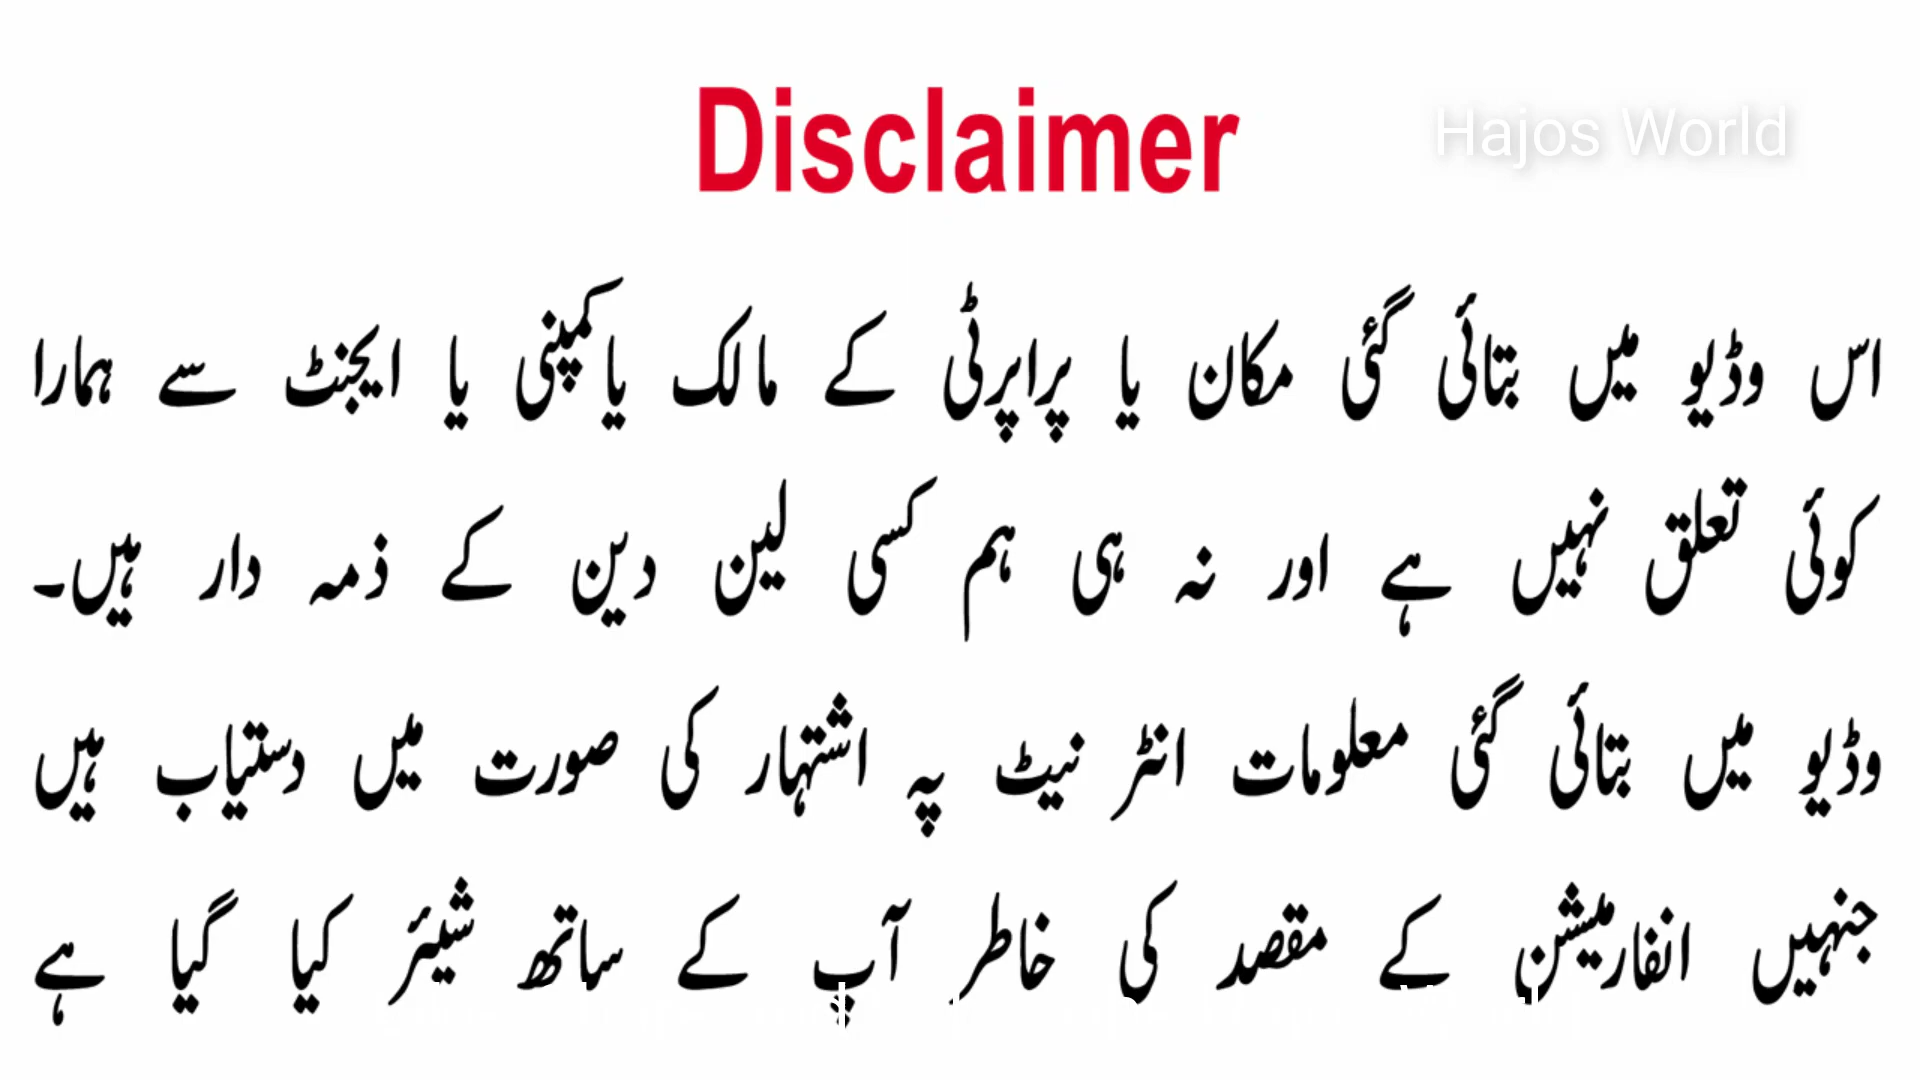 Disclaimer
Hajos World
اس وڈیو میں بتائی گئی مکان یا پراپرٹی کے مالک یا کمپنی یا ایجنٹ سے ہمارا
کوئی تعلق نہیں ہے اور نہ ہی ہم کسی لین دین کے ذمہ دار ہیں۔
وڈیو میں بتائی گئی معلومات انٹر نیٹ پہ اشتہار کی صورت میں دستیاب ہیں
جنہیں انفارمیشن کے مقصد کی خاطر آپ کے ساتھ شیئر کیا گیا ہے